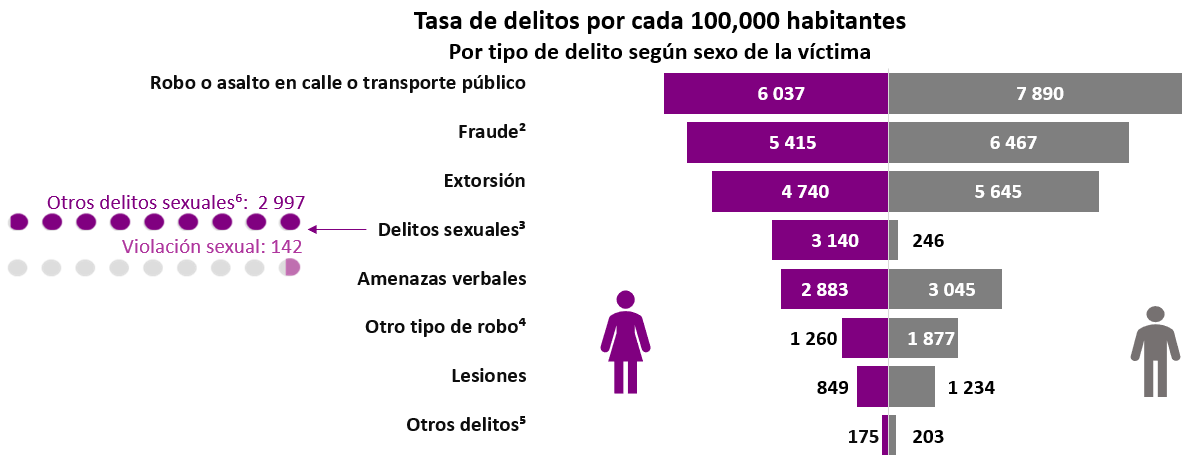 Tasa de delitos por cada 100,000 habitantes
Por tipo de delito según sexo de la víctima
Robo o asalto en calle o transporte público
6 037
7 890
Fraude²
5 415
6 467
Extorsión
4 740
5 645
Otros delitos sexuales⁶: 2 997
Delitos sexuales³
3 140
246
Violación sexual: 142
Amenazas verbales
2 883
3 045
Otro tipo de robo⁴
1 260
1 877
Lesiones
849
1 234
Otros delitos⁵
175
203